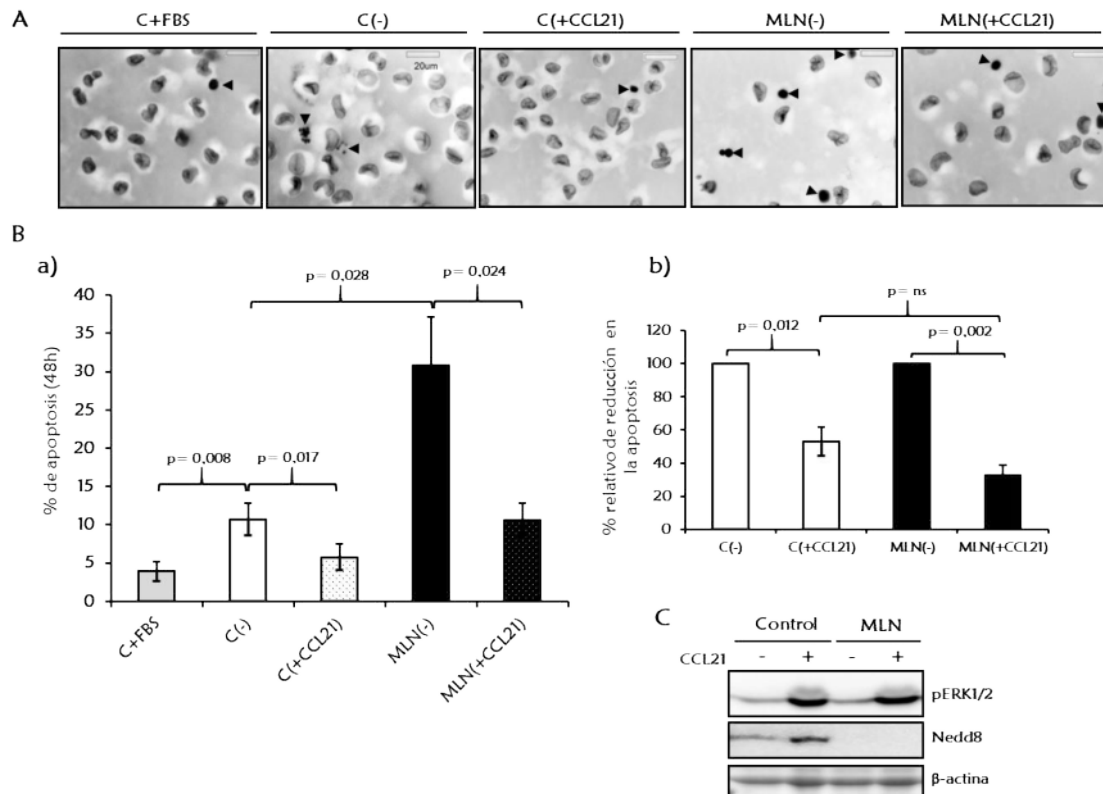 A
C+FBS C(-) C(+CCL21) MLN(-) MLN(+CCL21)
20um
B
a)
% de apoptosis (48h)
40
35
30
25
20
15
10
5
0
p= 0,008
p= 0,017
p= 0,028
p= 0,024
C+FBS
C(-)
C(+CCL21)
MLN(-)
MLN(+CCL21)
b)
% relativo de reducción en
la apoptosis
120
100
80
60
40
20
0
p= 0,012
p= ns
p= 0,002
C(-) C(+CCL21) MLN(-) MLN(+CCL21)
C
Control MLN
CCL21 - + - +
pERK1/2
Nedd8
β-actina